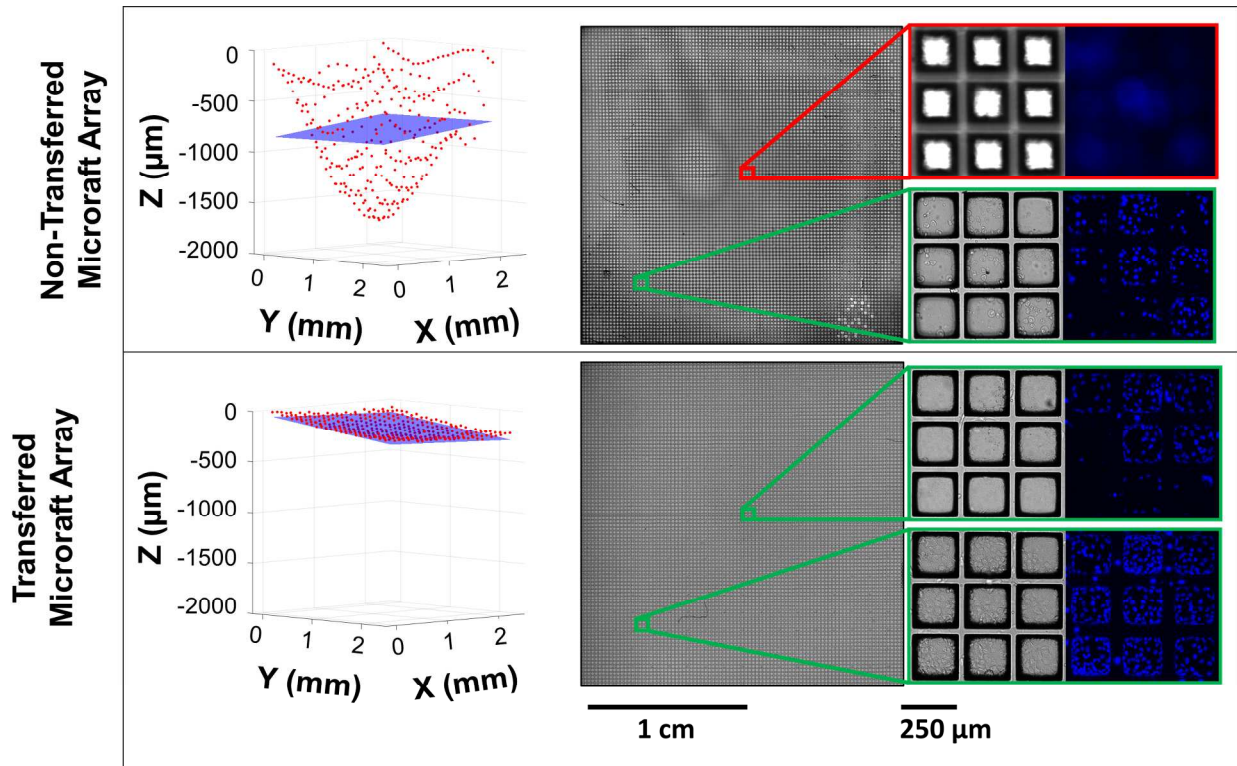 Non-Transferred
Microraft Array
Z (µm)
0
-500
-1000
-1500
-2000
0
1
2
0
1
2
Y (mm)
X (mm)
Transferred
Microraft Array
Z (µm)
0
-500
-1000
-1500
-2000
0
1
2
0
1
2
Y (mm)
X (mm)
1 cm
250 µm